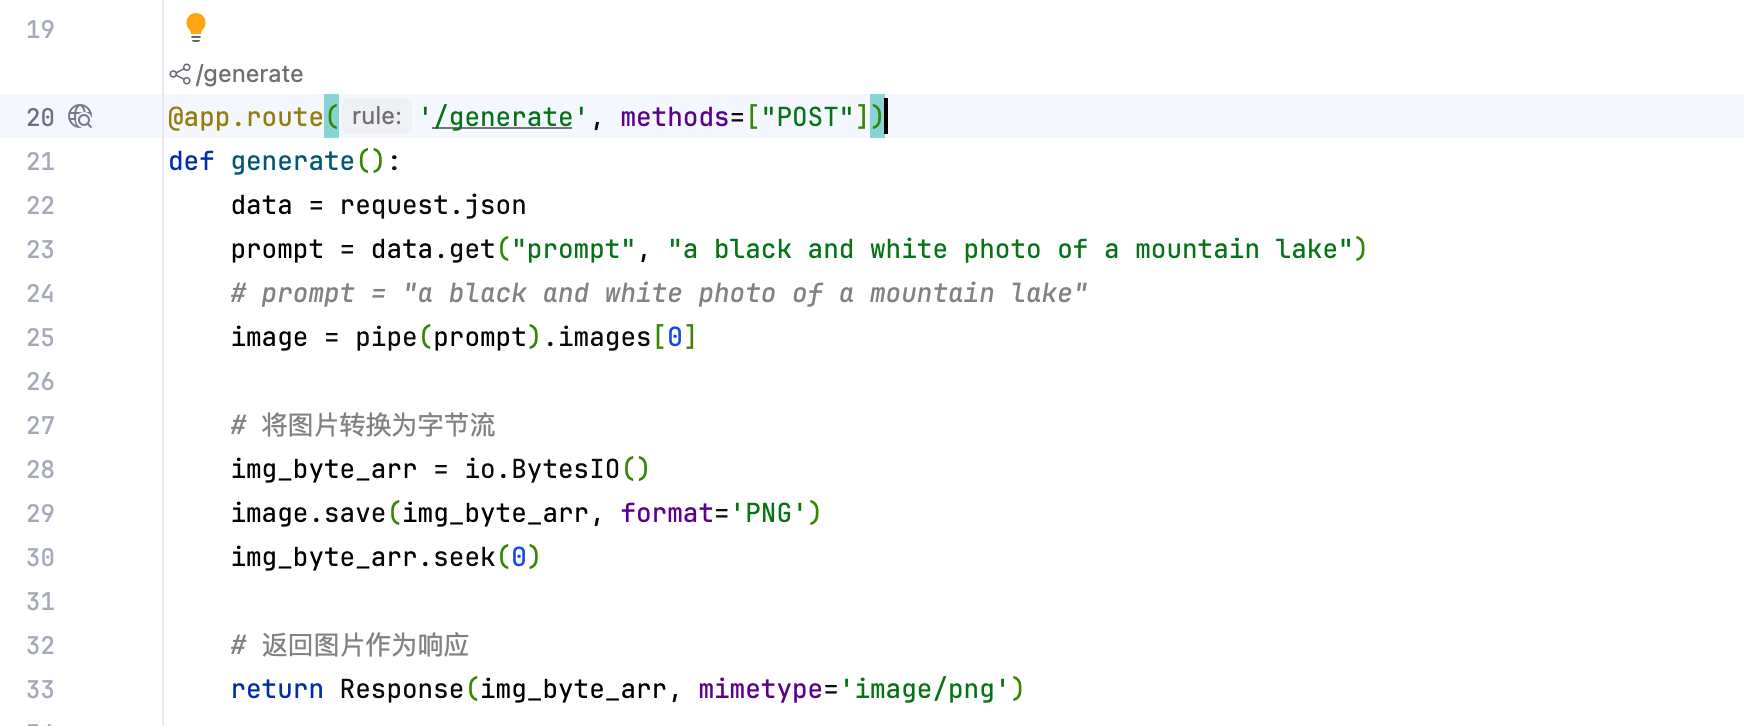 19
/generate
20 @app.route( rule: '/generate', methods=["POST"])
21 def generate():
22     data = request.json
23     prompt = data.get("prompt", "a black and white photo of a mountain lake")
24     # prompt = "a black and white photo of a mountain lake"
25     image = pipe(prompt).images[0]
26
27     # 将图片转换为字节流
28     img_byte_arr = io.BytesIO()
29     image.save(img_byte_arr, format='PNG')
30     img_byte_arr.seek(0)
31
32     # 返回图片作为响应
33     return Response(img_byte_arr, mimetype='image/png')